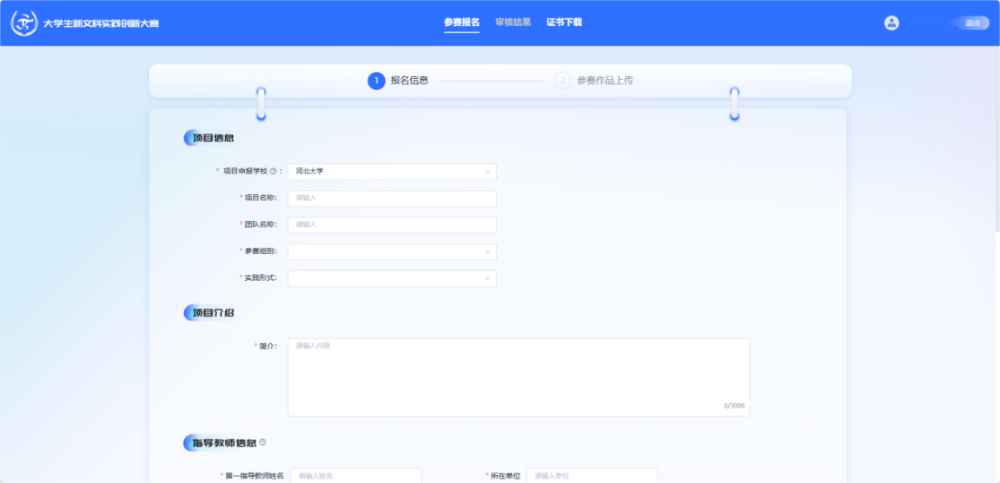 大学生新文科实践创新大赛 参赛报名 审核结果 证书下载 退出
1 报名信息 2 参赛作品上传
项目信息
* 项目申报学校 ? : 河北大学
* 项目名称: 请输入
* 团队名称: 请输入
* 参赛组别:
* 实践形式:
项目介绍
* 简介: 请输入内容
0/3000
指导教师信息 ?
* 第一指导教师姓名 请输入姓名 * 所在单位 请输入单位